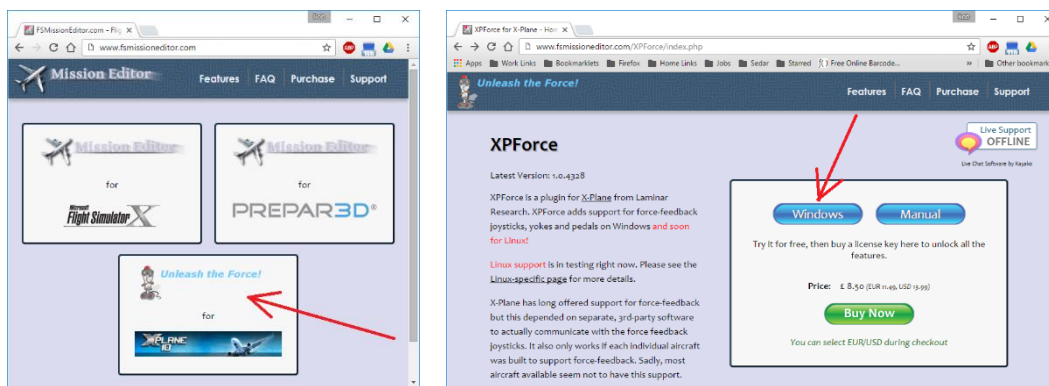 FSMissionEditor.com - Flig
www.fsmissioneditor.com
Mission Editor
Features FAQ Purchase Support
Mission Editor
for
Microsoft
Flight Simulator X
Mission Editor
for
PREPAR3D®
Unleash the Force!
for
X-PLANE
10
XPForce for X-Plane - Hom
www.fsmissioneditor.com/XPForce/index.php
Apps Work Links Bookmarklets Firefox Home Links Jobs Sedar Starred Free Online Barcode... » Other bookmark
Unleash the Force!
Features FAQ Purchase Support
XPForce
Live Support
OFFLINE
Live Chat Software by Kayako
Latest Version: 1.0.4328
XPForce is a plugin for X-Plane from Laminar
Research. XPForce adds support for force-feedback
joysticks, yokes and pedals on Windows and soon
for Linux!
Linux support is in testing right now. Please see the
Linux-specific page for more details.
X-Plane has long offered support for force-feedback
but this depended on separate, 3rd-party software
to actually communicate with the force feedback
joysticks. It also only works if each individual aircraft
was built to support force-feedback. Sadly, most
aircraft available seem not to have this support.
Windows Manual
Try it for free, then buy a license key here to unlock all the
features.
Price: £ 8.50 (EUR 11.49, USD 13.99)
Buy Now
You can select EUR/USD during checkout